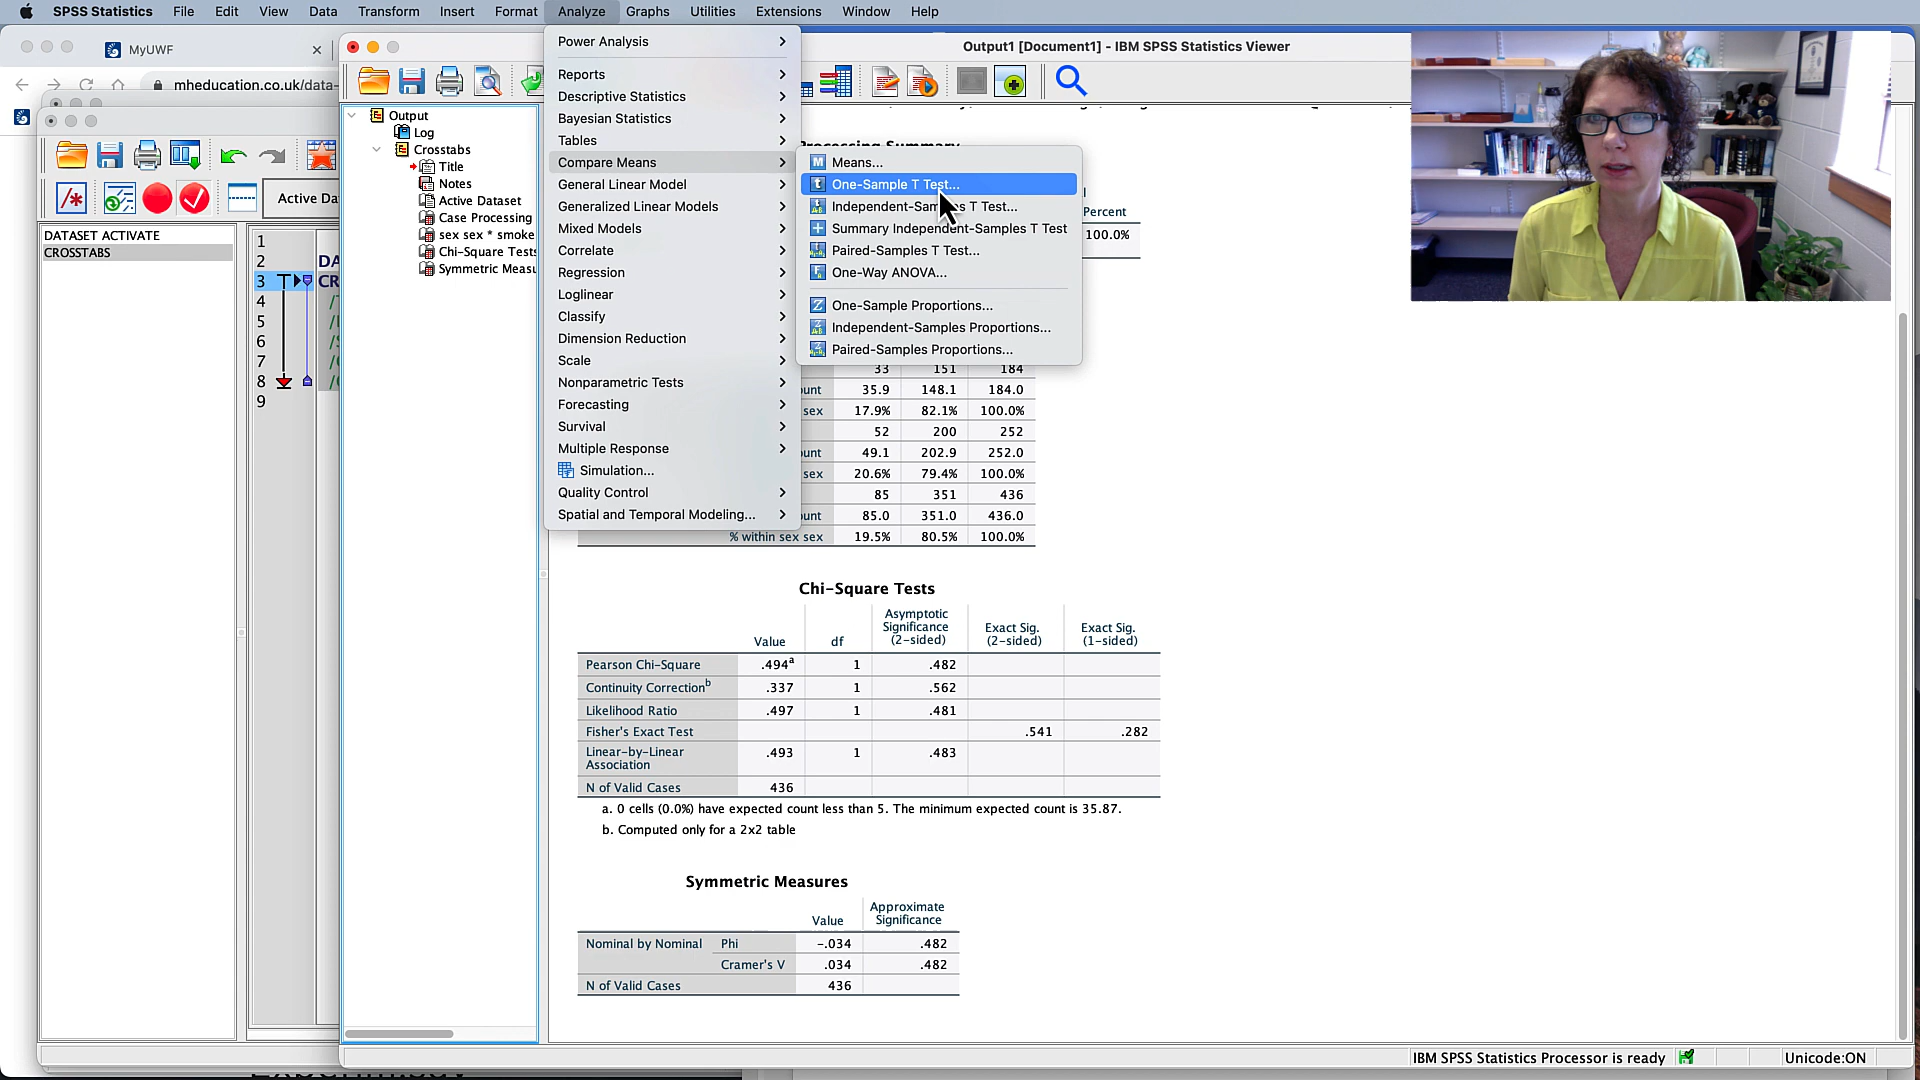 SPSS Statistics File Edit View Data Transform Insert Format Analyze Graphs Utilities Extensions Window Help
MyUWF
mheducation.co.uk/data-
Output1 [Document1] - IBM SPSS Statistics Viewer
Active Da
DATASET ACTIVATE
CROSSTABS
1
2 DA
3 CR
4
5
6
7
8
9
Output
Log
Crosstabs
Title
Notes
Active Dataset
Case Processing
sex sex * smoke
Chi-Square Tests
Symmetric Measu
Power Analysis
Reports
Descriptive Statistics
Bayesian Statistics
Tables
Compare Means
General Linear Model
Generalized Linear Models
Mixed Models
Correlate
Regression
Loglinear
Classify
Dimension Reduction
Scale
Nonparametric Tests
Forecasting
Survival
Multiple Response
Simulation...
Quality Control
Spatial and Temporal Modeling...
Means...
One-Sample T Test...
Independent-Samples T Test...
Summary Independent-Samples T Test
Paired-Samples T Test...
One-Way ANOVA...
One-Sample Proportions...
Independent-Samples Proportions...
Paired-Samples Proportions...
Percent
100.0%
33 151 184
unt 35.9 148.1 184.0
sex 17.9% 82.1% 100.0%
52 200 252
unt 49.1 202.9 252.0
sex 20.6% 79.4% 100.0%
85 351 436
unt 85.0 351.0 436.0
% within sex sex 19.5% 80.5% 100.0%
Chi-Square Tests
Value df Asymptotic Significance (2-sided) Exact Sig. (2-sided) Exact Sig. (1-sided)
Pearson Chi-Square .494a 1 .482
Continuity Correctionb .337 1 .562
Likelihood Ratio .497 1 .481
Fisher's Exact Test .541 .282
Linear-by-Linear Association .493 1 .483
N of Valid Cases 436
a. 0 cells (0.0%) have expected count less than 5. The minimum expected count is 35.87.
b. Computed only for a 2x2 table
Symmetric Measures
Value Approximate Significance
Nominal by Nominal Phi -.034 .482
Cramer's V .034 .482
N of Valid Cases 436
IBM SPSS Statistics Processor is ready Unicode:ON